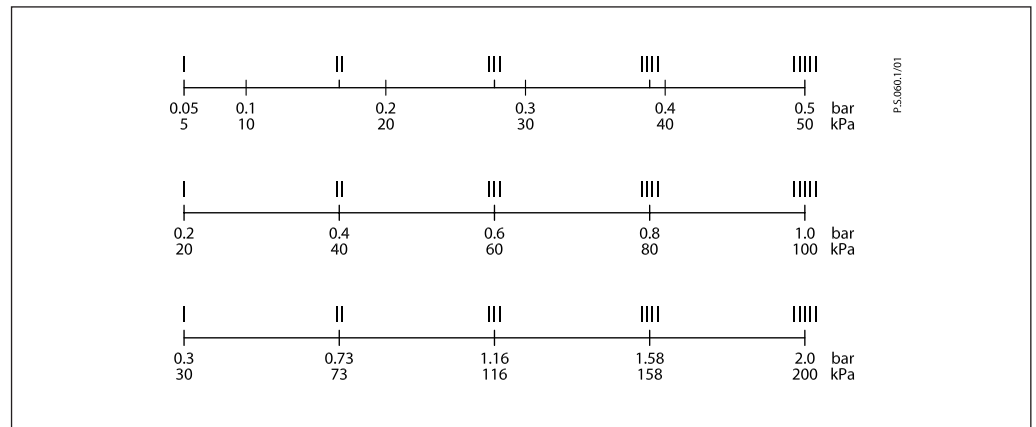 I II III IIII IIIII
0.05 0.1 0.2 0.3 0.4 0.5 bar
5 10 20 30 40 50 kPa
I II III IIII IIIII
0.2 0.4 0.6 0.8 1.0 bar
20 40 60 80 100 kPa
I II III IIII IIIII
0.3 0.73 1.16 1.58 2.0 bar
30 73 116 158 200 kPa
P.S.060.1/01